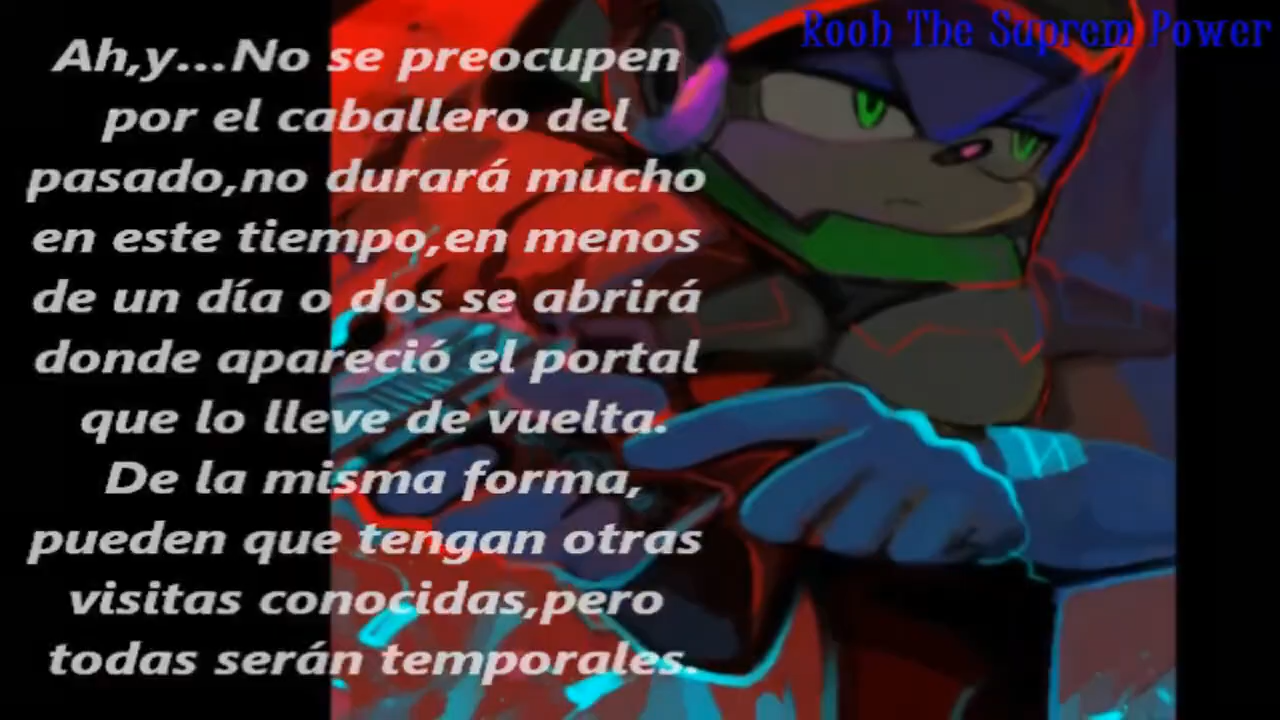 Rooh The Suprem Power
Ah,y...No se preocupen
por el caballero del
pasado,no durará mucho
en este tiempo,en menos
de un día o dos se abrirá
donde apareció el portal
que lo lleve de vuelta.
De la misma forma,
pueden que tengan otras
visitas conocidas,pero
todas serán temporales.